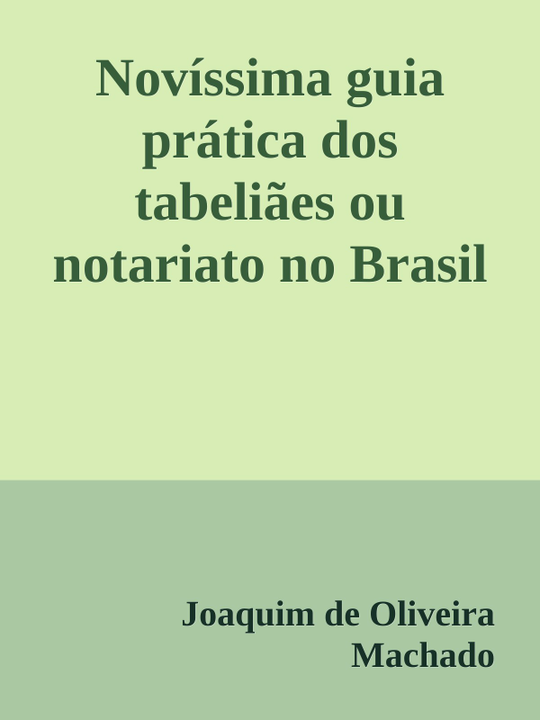 Novíssima guia
prática dos
tabeliães ou
notariato no Brasil
Joaquim de Oliveira
Machado